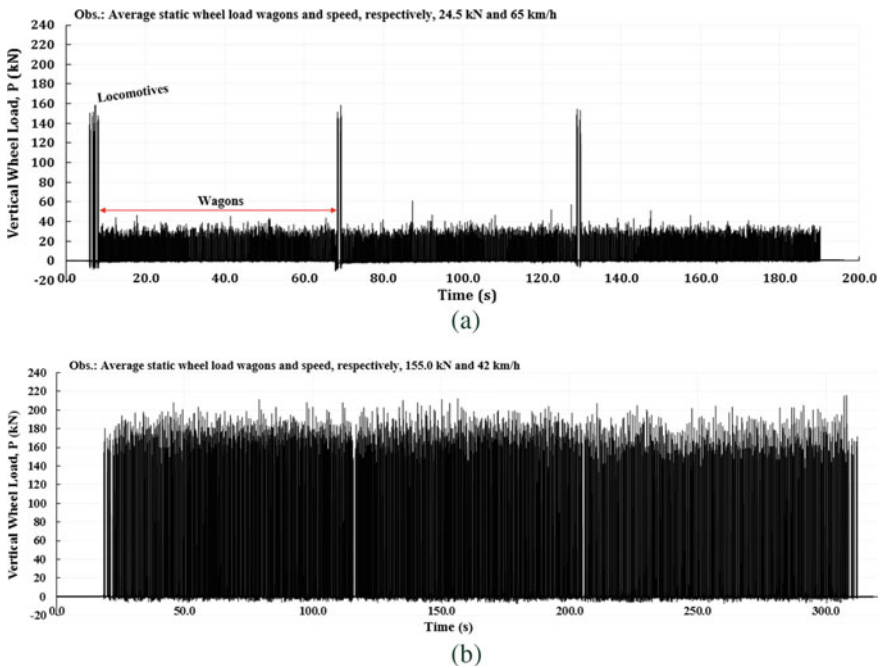 Obs.: Average static wheel load wagons and speed, respectively, 24.5 kN and 65 km/h
Vertical Wheel Load, P (kN)
240
220
200
180
160
140
120
100
80
60
40
20
0
-20
Locomotives
Wagons
0.0 20.0 40.0 60.0 80.0 100.0 120.0 140.0 160.0 180.0 200.0
Time (s)
(a)
Obs.: Average static wheel load wagons and speed, respectively, 155.0 kN and 42 km/h
Vertical Wheel Load, P (kN)
240
220
200
180
160
140
120
100
80
60
40
20
0
-20
0.0 50.0 100.0 150.0 200.0 250.0 300.0
Time (s)
(b)